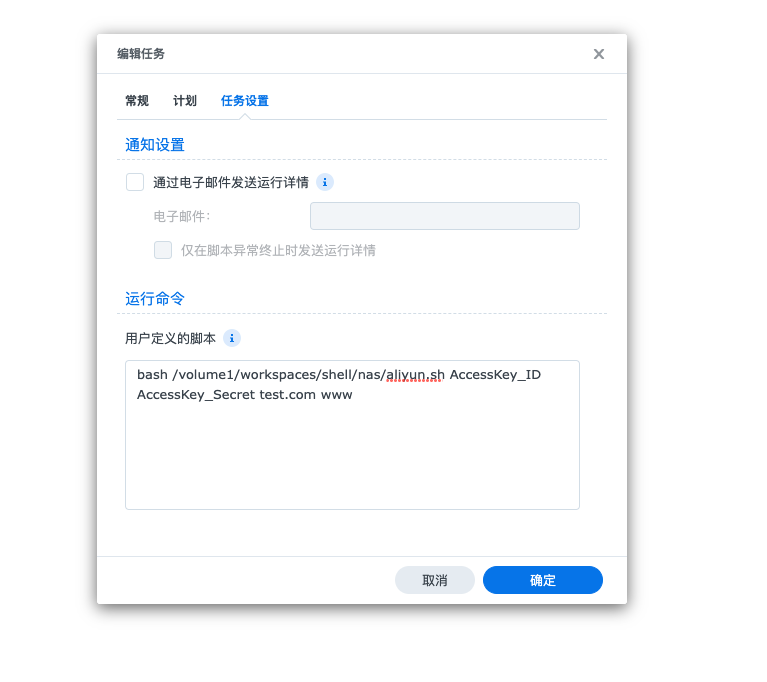 编辑任务
常规 计划 任务设置
通知设置
通过电子邮件发送运行详情
电子邮件:
仅在脚本异常终止时发送运行详情
运行命令
用户定义的脚本
bash /volume1/workspaces/shell/nas/aliyun.sh AccessKey_ID
AccessKey_Secret test.com www
取消 确定